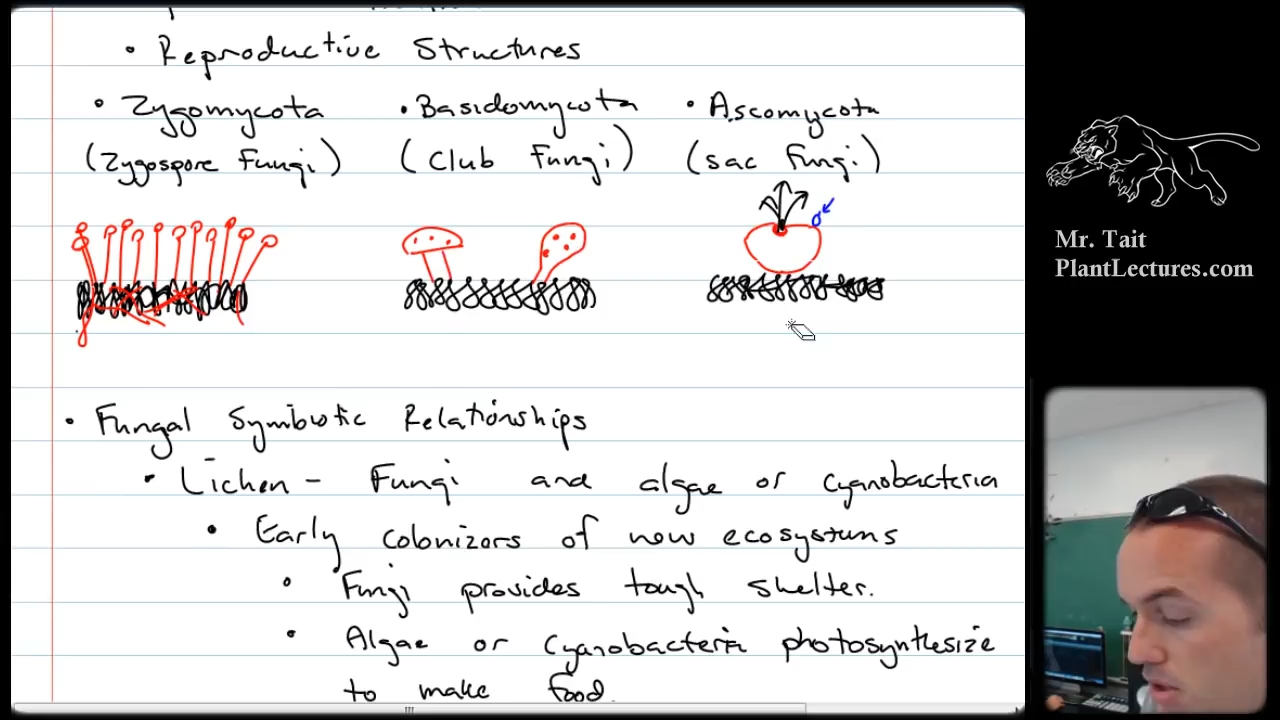 • Reproductive Structures
• Zygomycota • Basidomycota • Ascomycota
(Zygospore Fungi) (Club Fungi) (sac fungi)
Mr. Tait
PlantLectures.com
• Fungal Symbiotic Relationships
• Lichen - Fungi and algae or cyanobacteria
• Early colonizors of new ecosystems
• Fungi provides tough shelter.
• Algae or cyanobacteria photosynthesize
to make food.